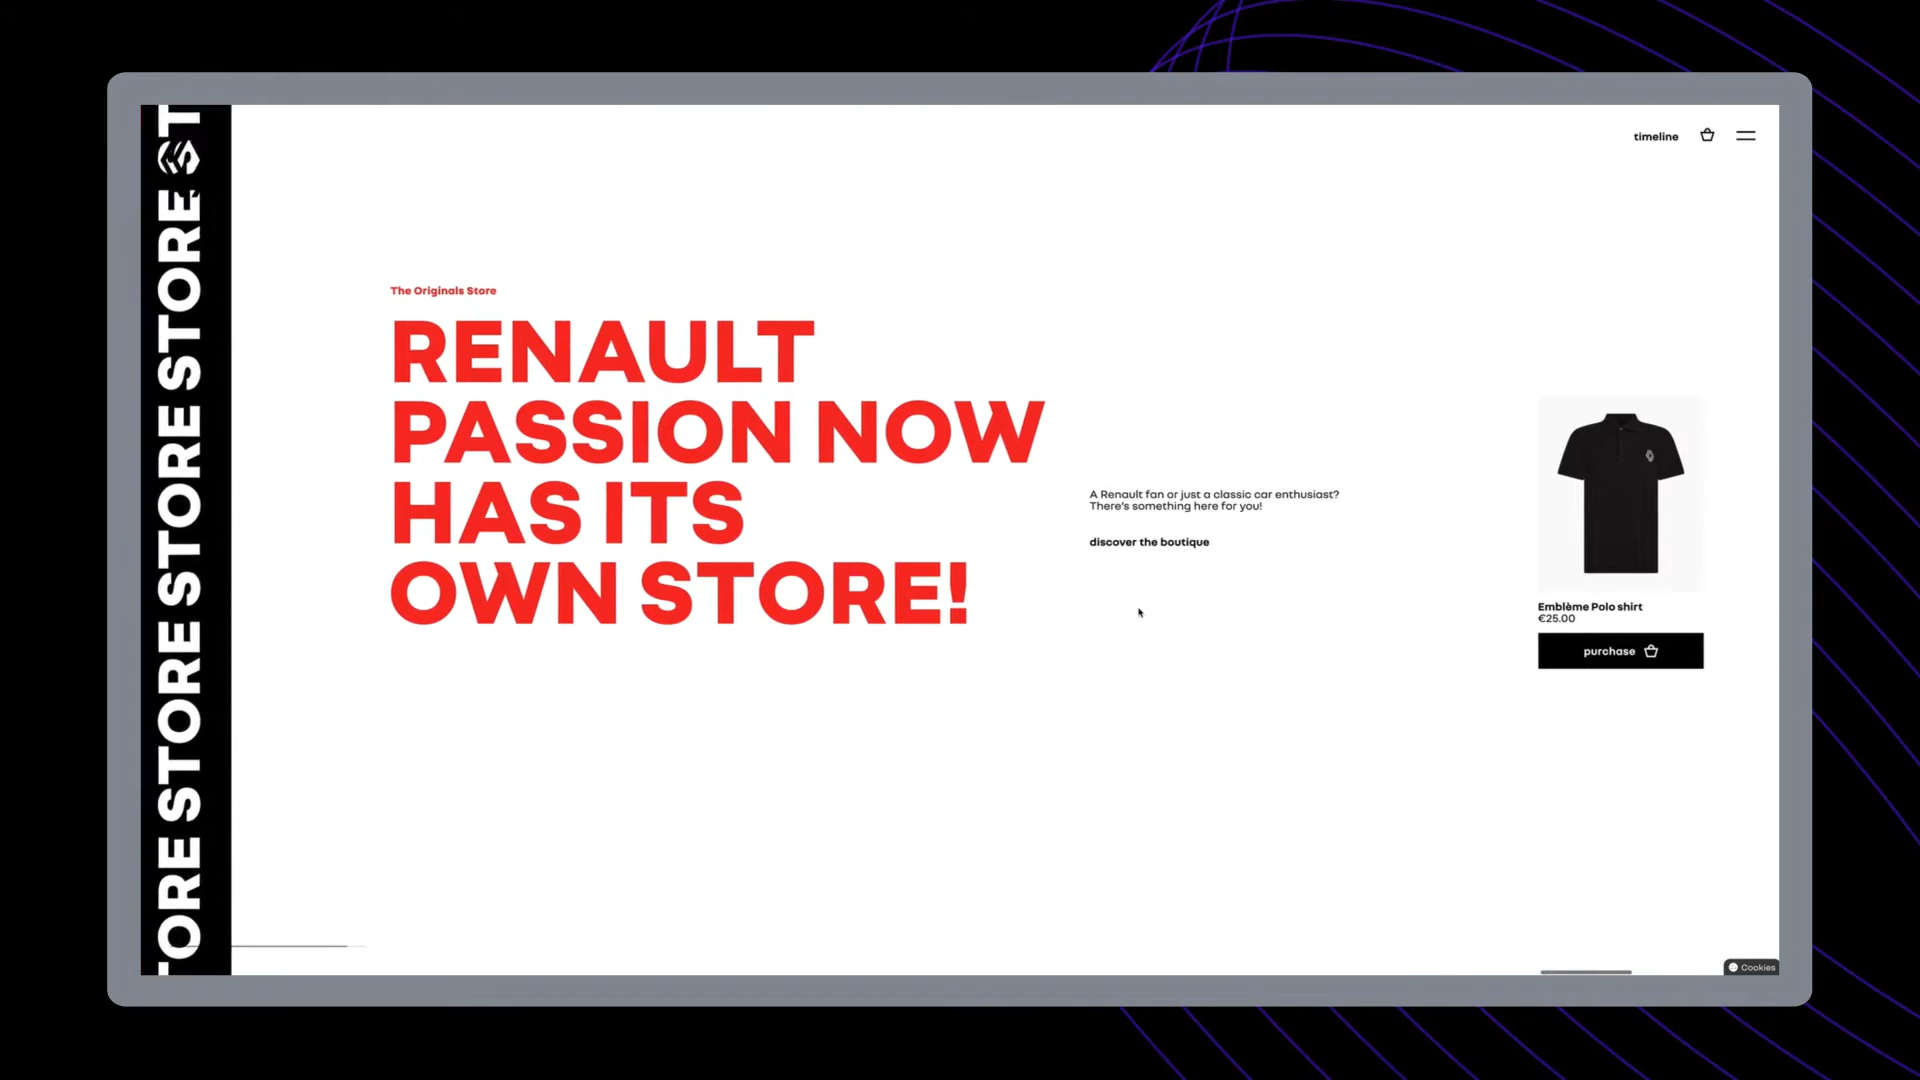 TORE STORE STORE STORE ST
timeline
The Originals Store
RENAULT
PASSION NOW
HAS ITS
OWN STORE!
A Renault fan or just a classic car enthusiast?
There's something here for you!
discover the boutique
Emblème Polo shirt
€25.00
purchase
Cookies